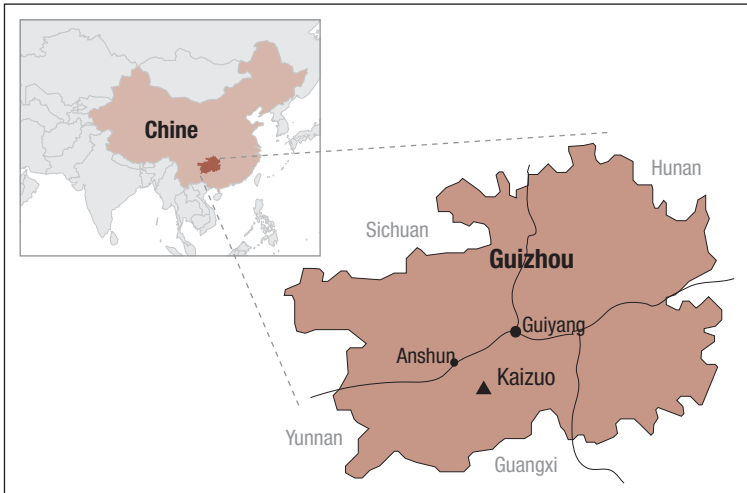 Chine
Hunan
Sichuan
Guizhou
Guiyang
Anshun
Kaizuo
Yunnan
Guangxi